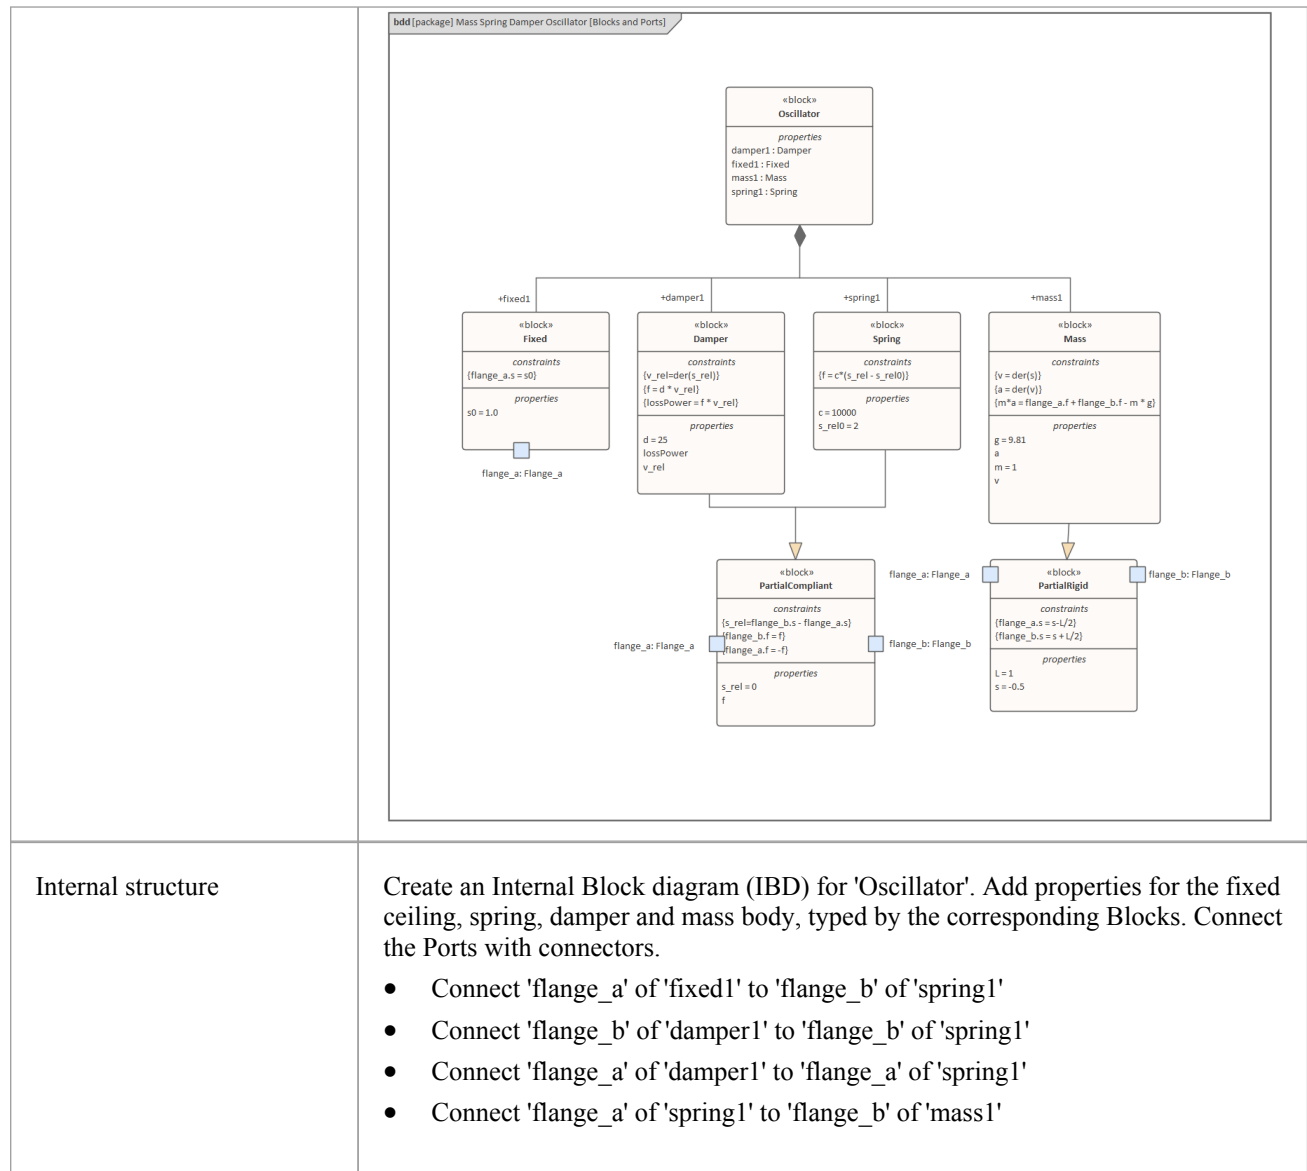 bdd [package] Mass Spring Damper Oscillator [Blocks and Ports]
«block»
Oscillator
properties
damper1 : Damper
fixed1 : Fixed
mass1 : Mass
spring1 : Spring
+fixed1
+damper1
+spring1
+mass1
«block»
Fixed
constraints
{flange_a.s = s0}
properties
s0 = 1.0
flange_a: Flange_a
«block»
Damper
constraints
{v_rel=der(s_rel)}
{f = d * v_rel}
{lossPower = f * v_rel}
properties
d = 25
lossPower
v_rel
«block»
Spring
constraints
{f = c*(s_rel - s_rel0)}
properties
c = 10000
s_rel0 = 2
«block»
Mass
constraints
{v = der(s)}
{a = der(v)}
{m*a = flange_a.f + flange_b.f - m * g}
properties
g = 9.81
a
m = 1
v
«block»
PartialCompliant
constraints
{s_rel=flange_b.s - flange_a.s}
{flange_b.f = f}
{flange_a.f = -f}
properties
s_rel = 0
f
flange_a: Flange_a
flange_b: Flange_b
flange_a: Flange_a
«block»
PartialRigid
constraints
{flange_a.s = s-L/2}
{flange_b.s = s + L/2}
properties
L = 1
s = -0.5
flange_b: Flange_b
Internal structure
Create an Internal Block diagram (IBD) for 'Oscillator'. Add properties for the fixed
ceiling, spring, damper and mass body, typed by the corresponding Blocks. Connect
the Ports with connectors.
• Connect 'flange_a' of 'fixed1' to 'flange_b' of 'spring1'
• Connect 'flange_b' of 'damper1' to 'flange_b' of 'spring1'
• Connect 'flange_a' of 'damper1' to 'flange_a' of 'spring1'
• Connect 'flange_a' of 'spring1' to 'flange_b' of 'mass1'